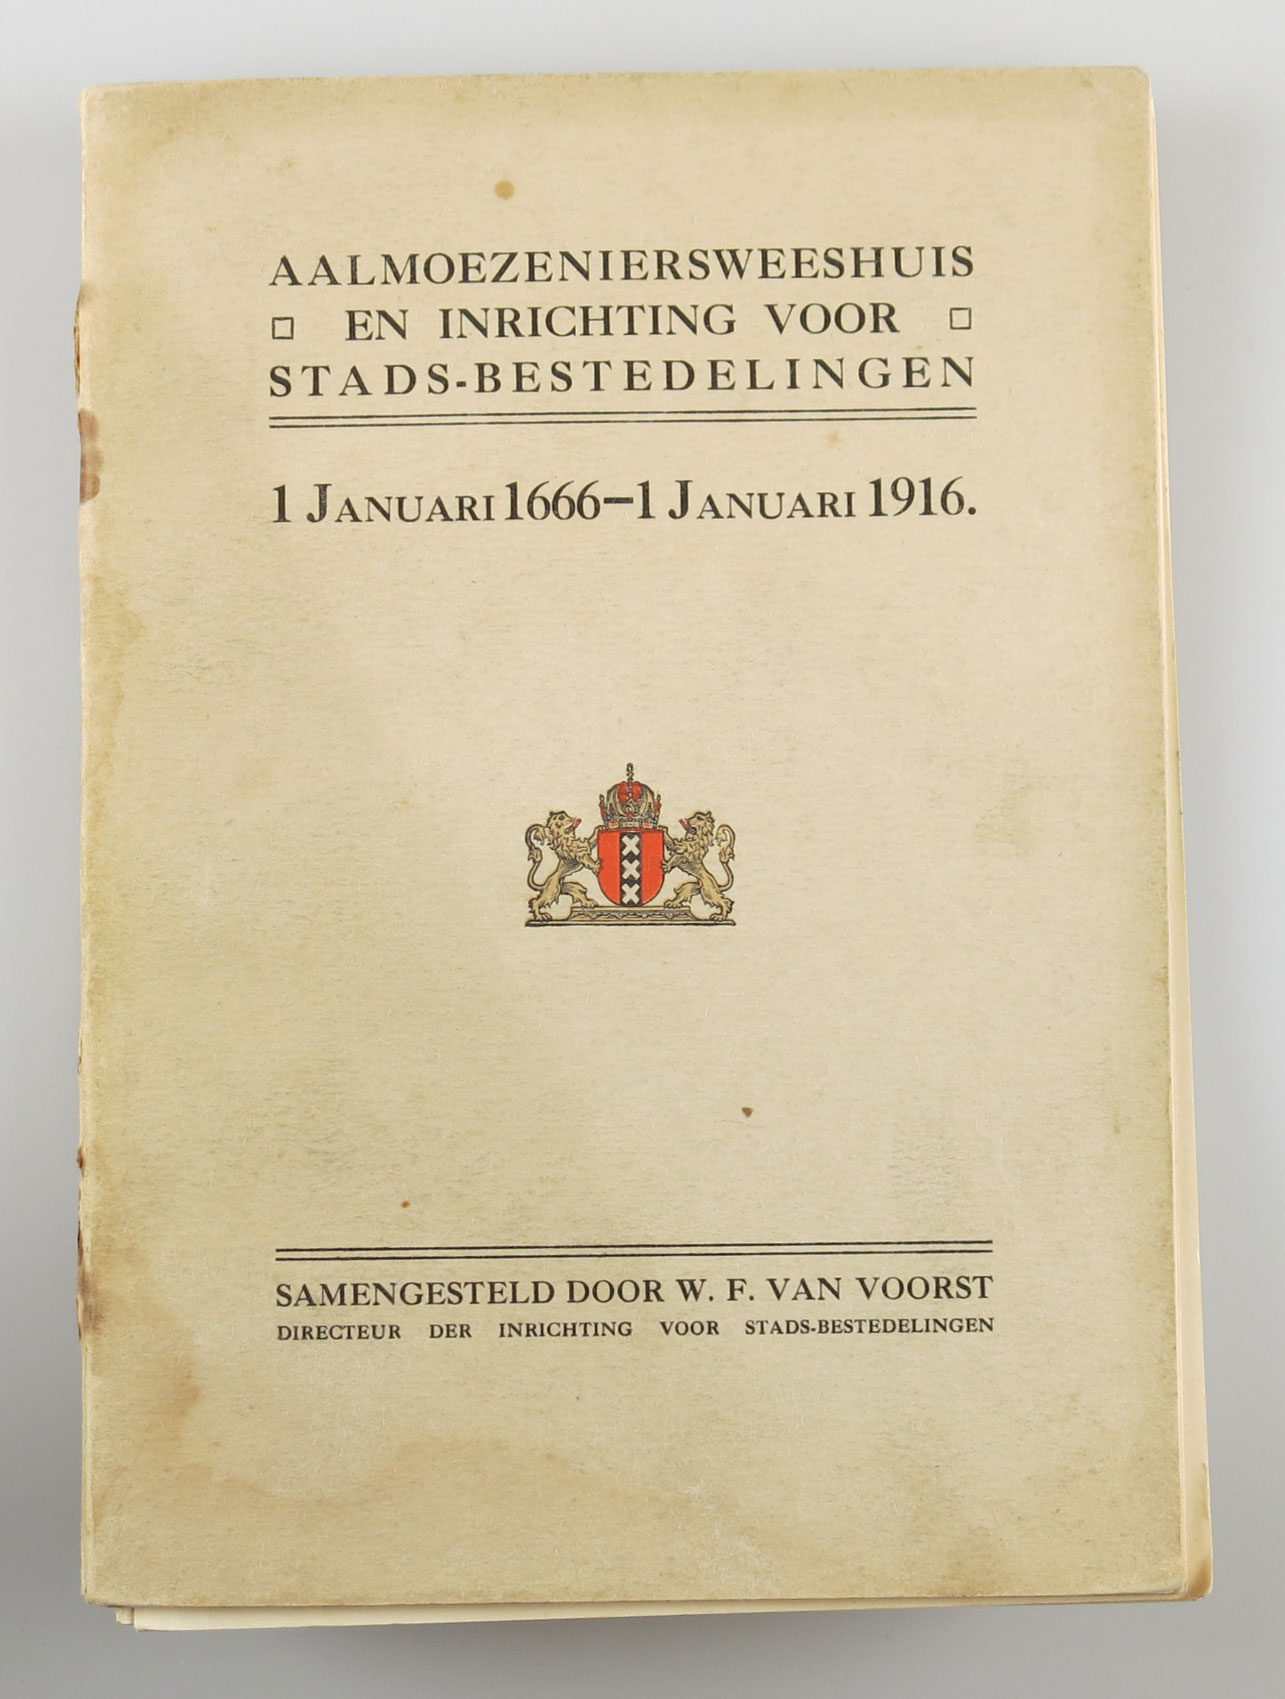 AALMOEZENIERSWEESHUIS
□ EN INRICHTING VOOR □
STADS-BESTEDELINGEN
1 JANUARI 1666–1 JANUARI 1916.
SAMENGESTELD DOOR W. F. VAN VOORST
DIRECTEUR DER INRICHTING VOOR STADS-BESTEDELINGEN